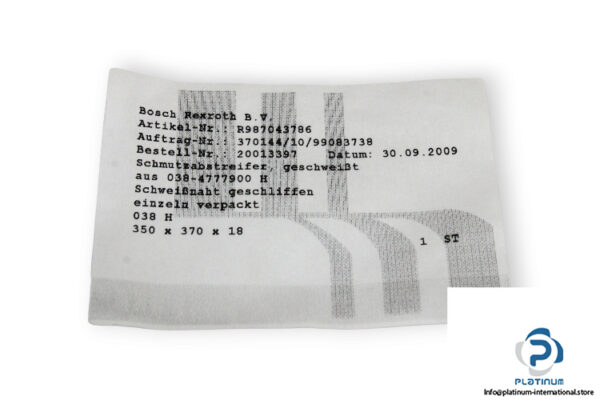 Bosch Rexroth B.V.
Artikel-Nr.: R987043786
Auftrag-Nr.: 370144/10/99083738
Bestell-Nr.: 20013397 Datum: 30.09.2009
Schmutzabstreifer, geschweißt
aus 038-4777900 H
Schweißnaht geschliffen
einzeln verpackt
038 H
350 x 370 x 18
1 ST
PLATINUM
Info@platinum-international.store